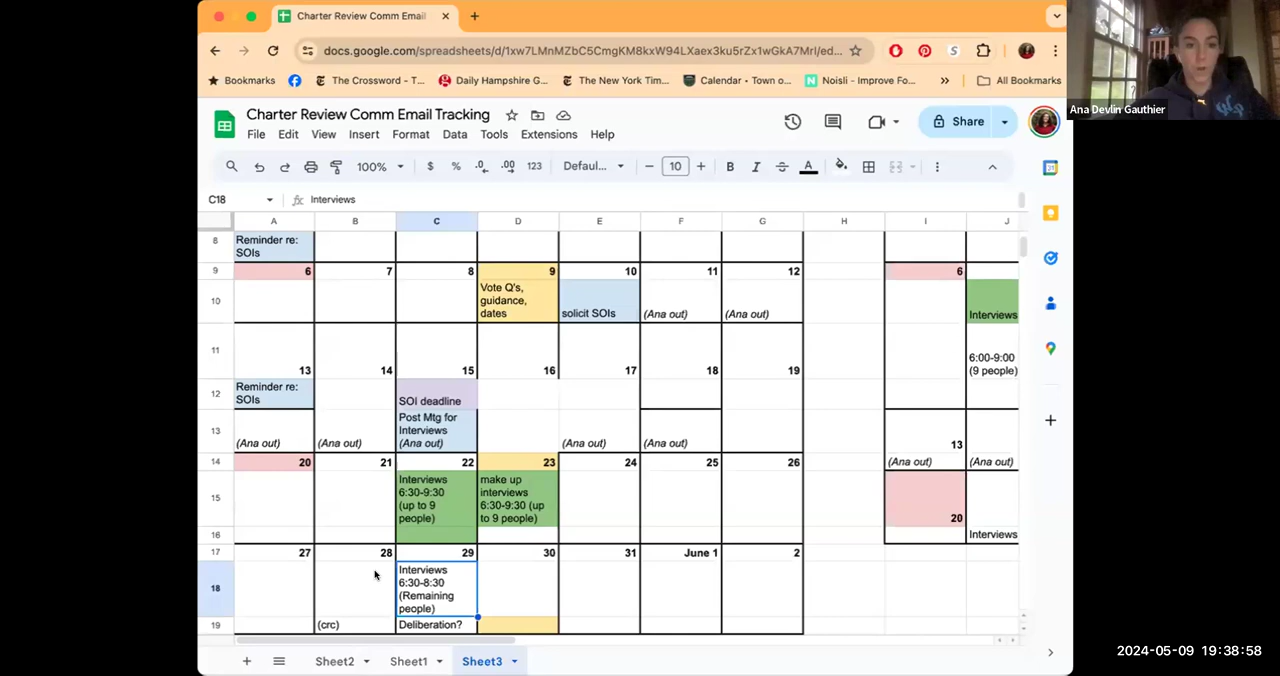 Charter Review Comm Email
docs.google.com/spreadsheets/d/1xw7LMnMZbC5CmgKM8kxW94LXaex3ku5rZx1wGkA7MrI/ed...
Bookmarks
The Crossword - T...
Daily Hampshire G...
The New York Tim...
Calendar • Town o...
Noisli - Improve Fo...
»
All Bookmarks
Ana Devlin Gauthier
Charter Review Comm Email Tracking
File Edit View Insert Format Data Tools Extensions Help
Share
100% $ % .0 .00 123 Defaul... − 10 + B I S A
C18 fx Interviews
A B C D E F G H I J
8 Reminder re:
SOIs
9 6 7 8 9 10 11 12 6
10 Vote Q's,
guidance,
dates
solicit SOIs
(Ana out)
(Ana out)
Interviews
11 13 14 15 16 17 18 19
6:00-9:00
(9 people)
12 Reminder re:
SOIs
SOI deadline
13 (Ana out)
(Ana out)
Post Mtg for
Interviews
(Ana out)
(Ana out)
(Ana out)
13
14 20 21 22 23 24 25 26 (Ana out) (Ana out)
15 Interviews
6:30-9:30
(up to 9
people)
make up
interviews
6:30-9:30 (up
to 9 people)
20
16 Interviews
17 27 28 29 30 31 June 1 2
18 Interviews
6:30-8:30
(Remaining
people)
19 (crc) Deliberation?
+ Sheet2 Sheet1 Sheet3
2024-05-09 19:38:58